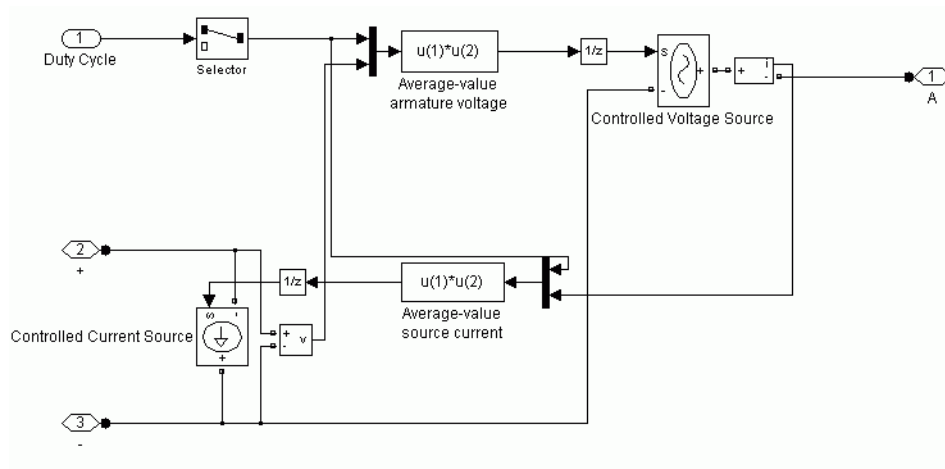 1
Duty Cycle
Selector
u(1)*u(2)
Average-value
armature voltage
1/z
s
+
-
Controlled Voltage Source
+
i
-
1
A
2
+
1/z
u(1)*u(2)
Average-value
source current
s
-
+
Controlled Current Source
+
-
v
3
-